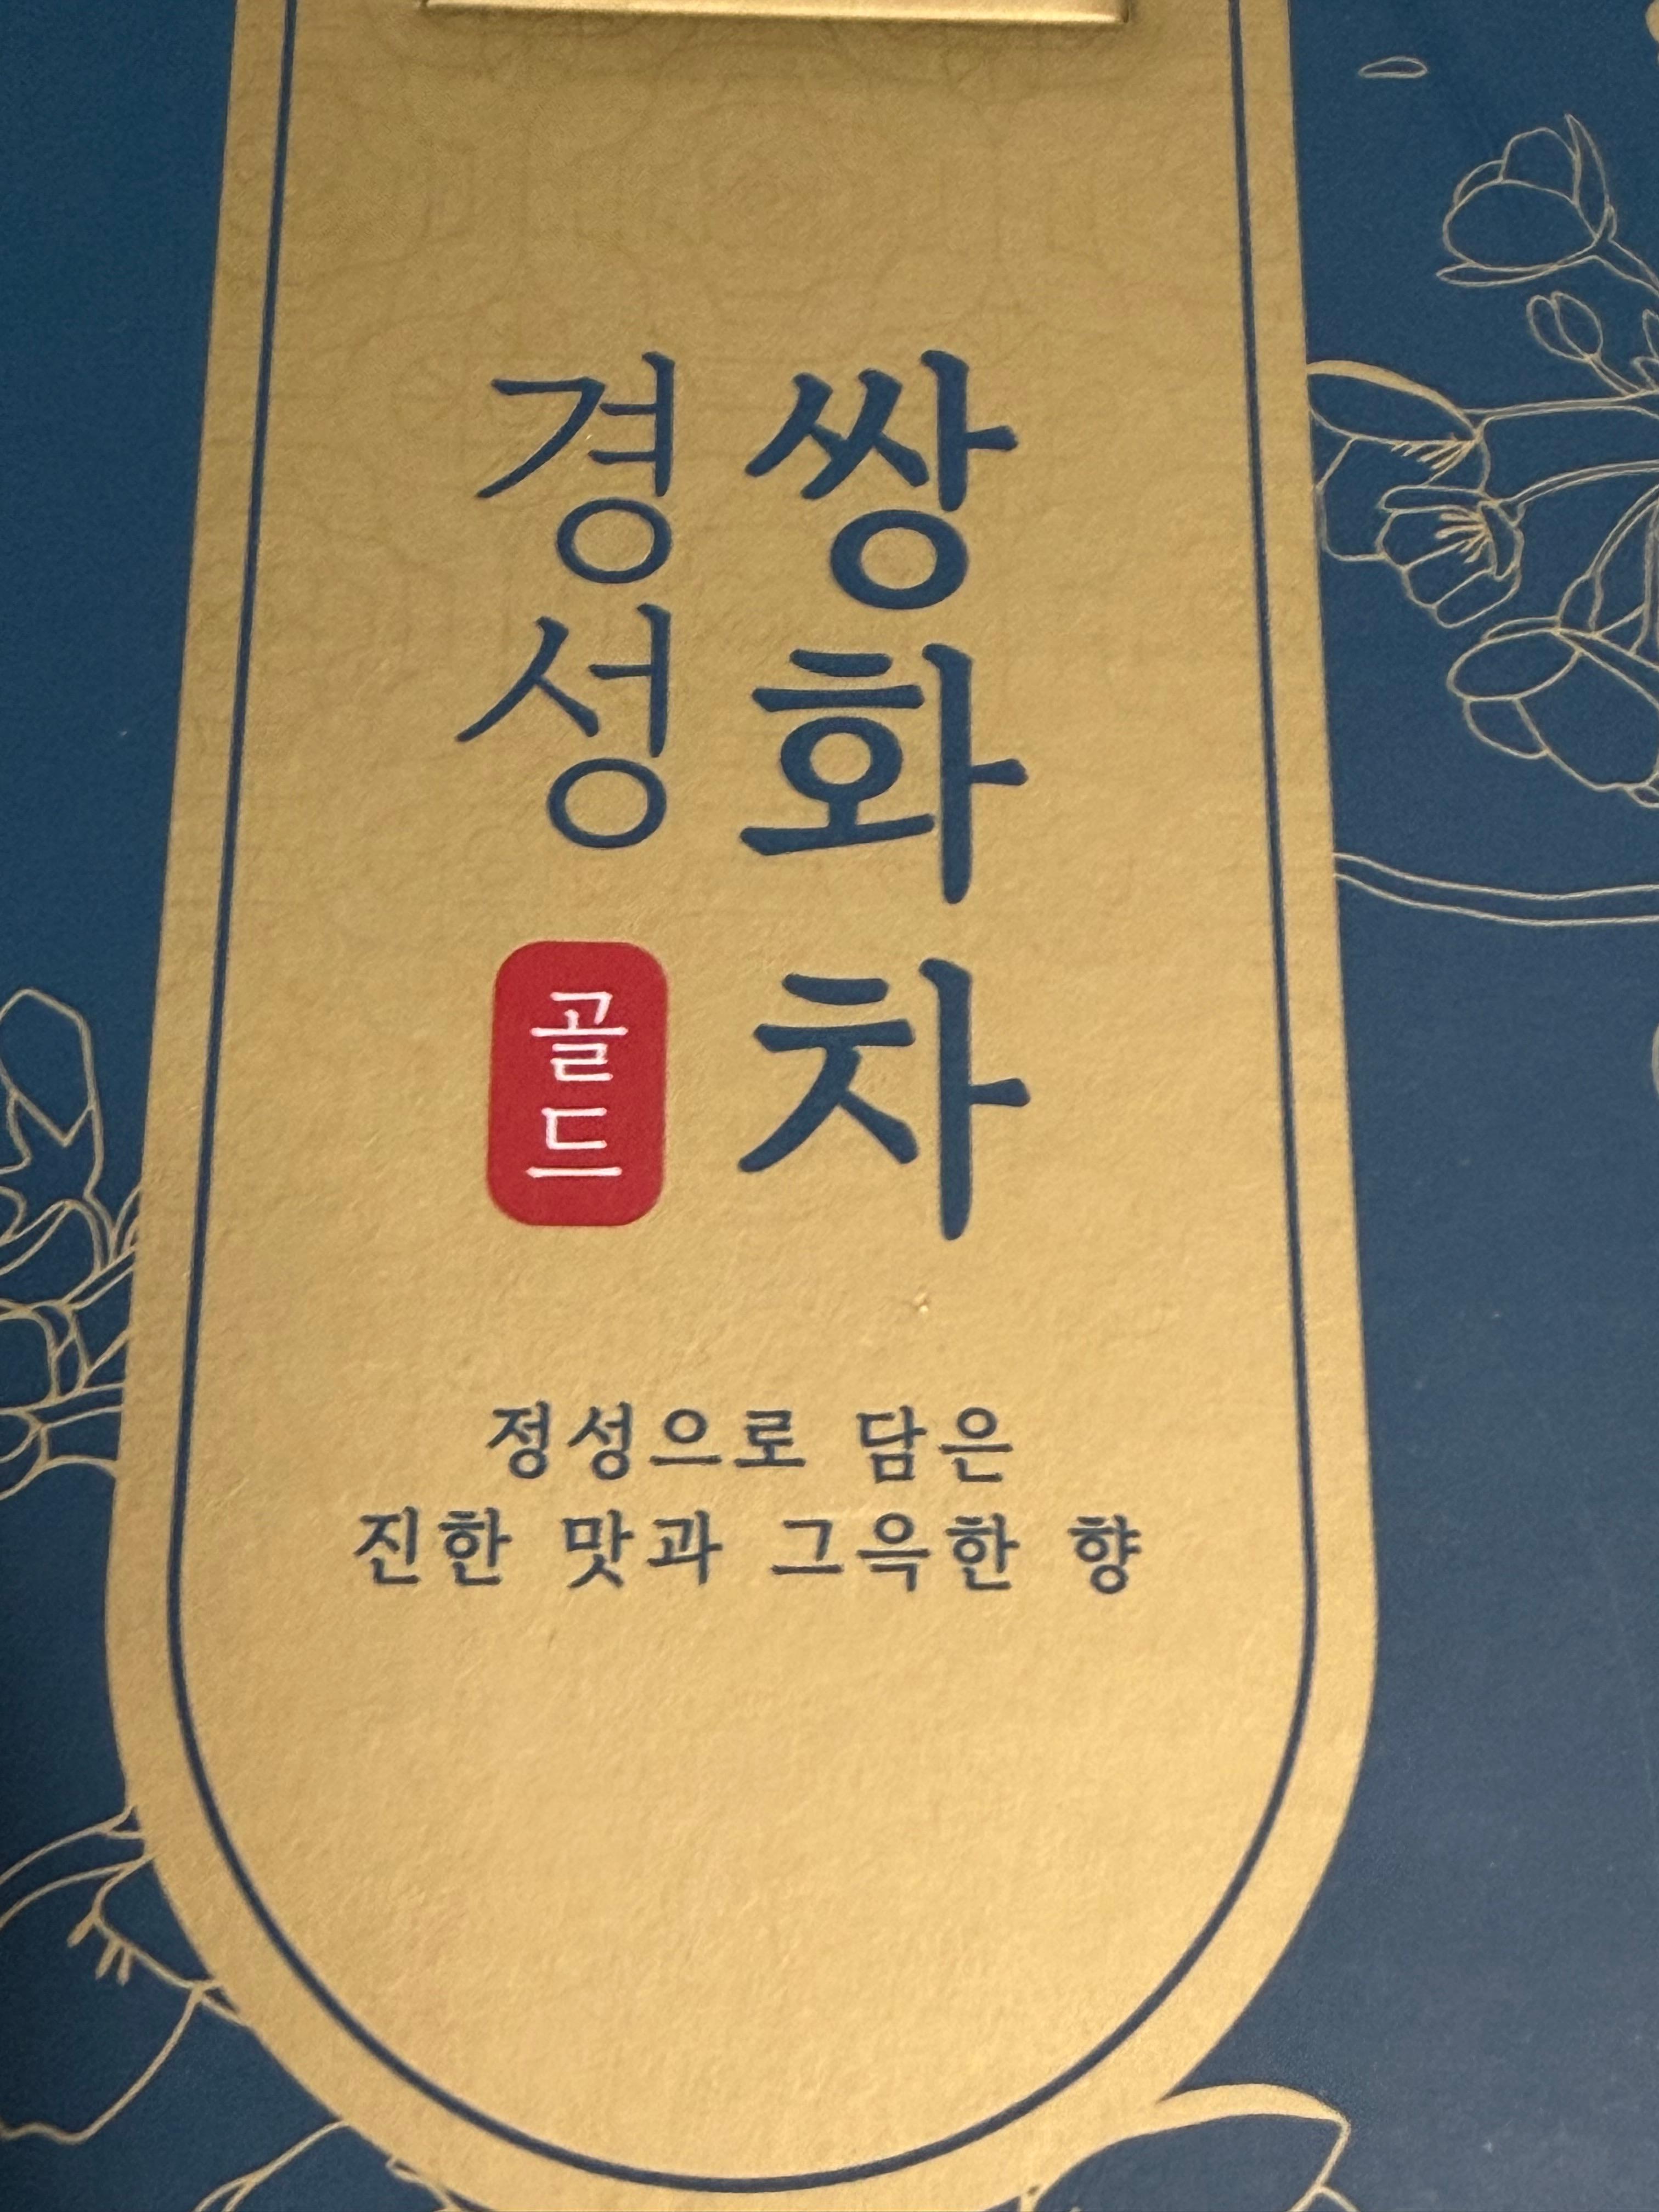 경성
골드
쌍화차
정성으로 담은
진한 맛과 그윽한 향